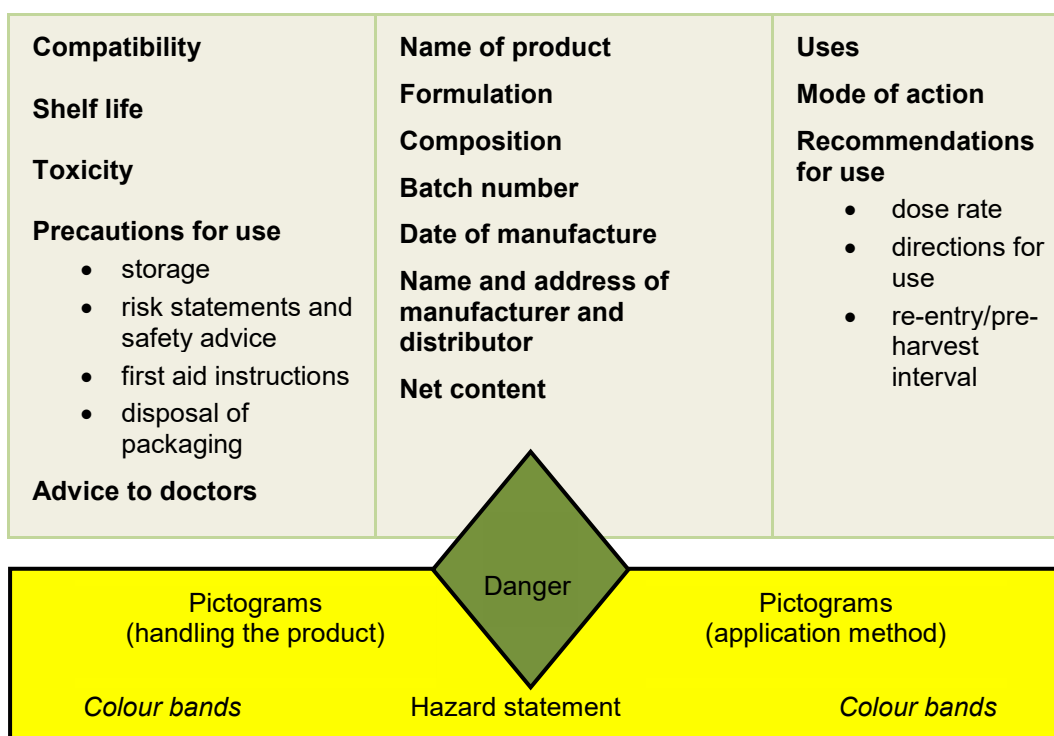 Compatibility
Shelf life
Toxicity
Precautions for use
• storage
• risk statements and
safety advice
• first aid instructions
• disposal of
packaging
Advice to doctors
Name of product
Formulation
Composition
Batch number
Date of manufacture
Name and address of
manufacturer and
distributor
Net content
Uses
Mode of action
Recommendations
for use
• dose rate
• directions for
use
• re-entry/pre-
harvest
interval
Danger
Pictograms
(handling the product)
Pictograms
(application method)
Colour bands
Hazard statement
Colour bands